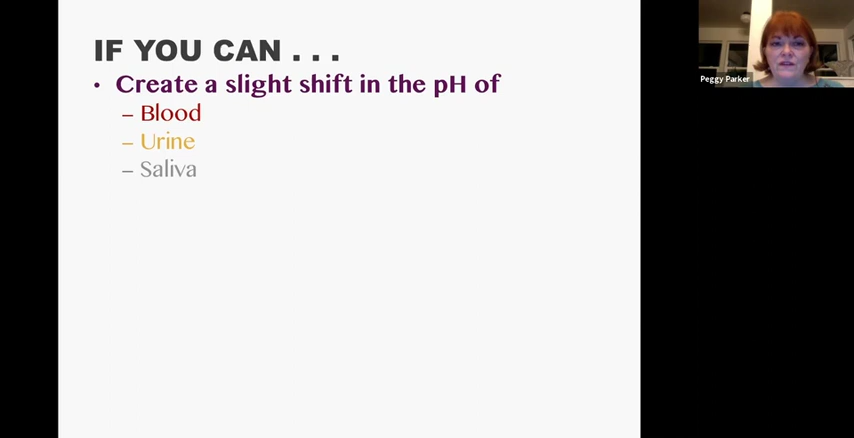 IF YOU CAN . . .
• Create a slight shift in the pH of
– Blood
– Urine
– Saliva
Peggy Parker